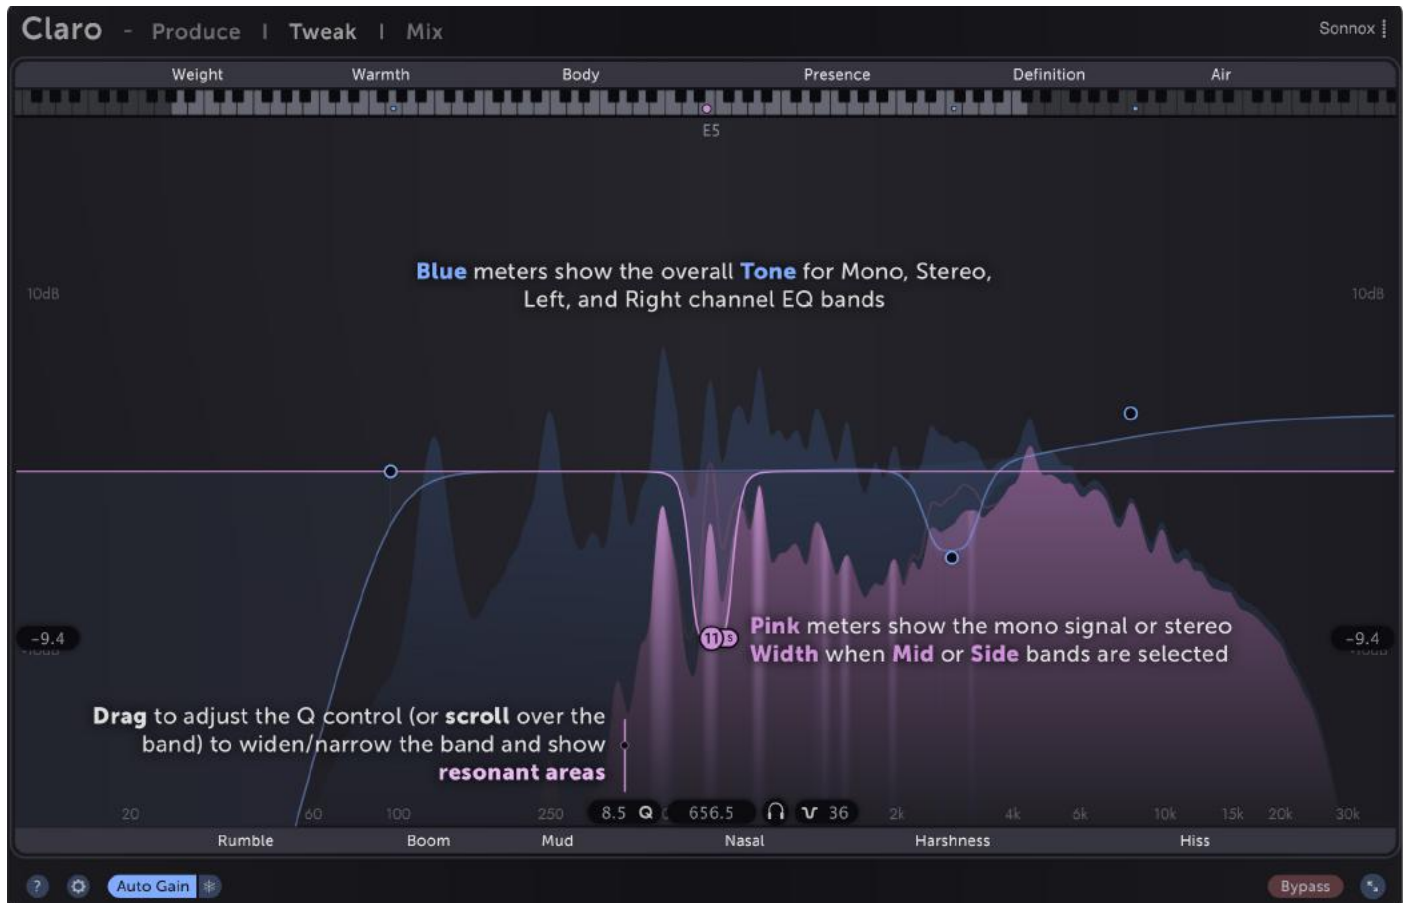 Claro - Produce | Tweak | Mix
Sonnox
Weight Warmth Body Presence Definition Air
E5
Blue meters show the overall Tone for Mono, Stereo,
Left, and Right channel EQ bands
10dB 10dB
11 S
Pink meters show the mono signal or stereo
Width when Mid or Side bands are selected
-9.4 -9.4
Drag to adjust the Q control (or scroll over the
band) to widen/narrow the band and show
resonant areas
20 60 100 250 8.5 Q 656.5 36 2k 4k 6k 10k 15k 20k 30k
Rumble Boom Mud Nasal Harshness Hiss
? Auto Gain Bypass